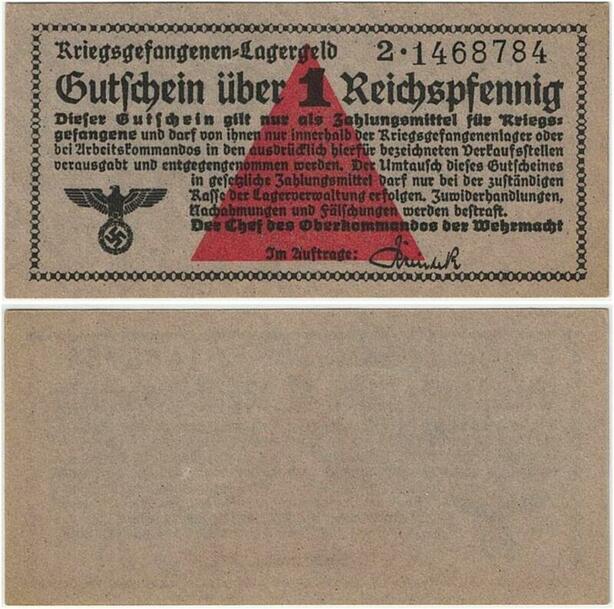 Kriegsgefangenen-Lagergeld 2·1468784
Gutschein über 1 Reichspfennig
Dieser Gutschein gilt nur als Zahlungsmittel für Kriegs-
gefangene und darf von ihnen nur innerhalb der Kriegsgefangenenlager oder
bei Arbeitskommandos in den ausdrücklich hierfür bezeichneten Verkaufsstellen
verausgabt und entgegengenommen werden. Der Umtausch dieses Gutscheines
in gesetzliche Zahlungsmittel darf nur bei der zuständigen
Kasse der Lagerverwaltung erfolgen. Zuwiderhandlungen,
Nachahmungen und Fälschungen werden bestraft.
Der Chef des Oberkommandos der Wehrmacht
Im Auftrage: